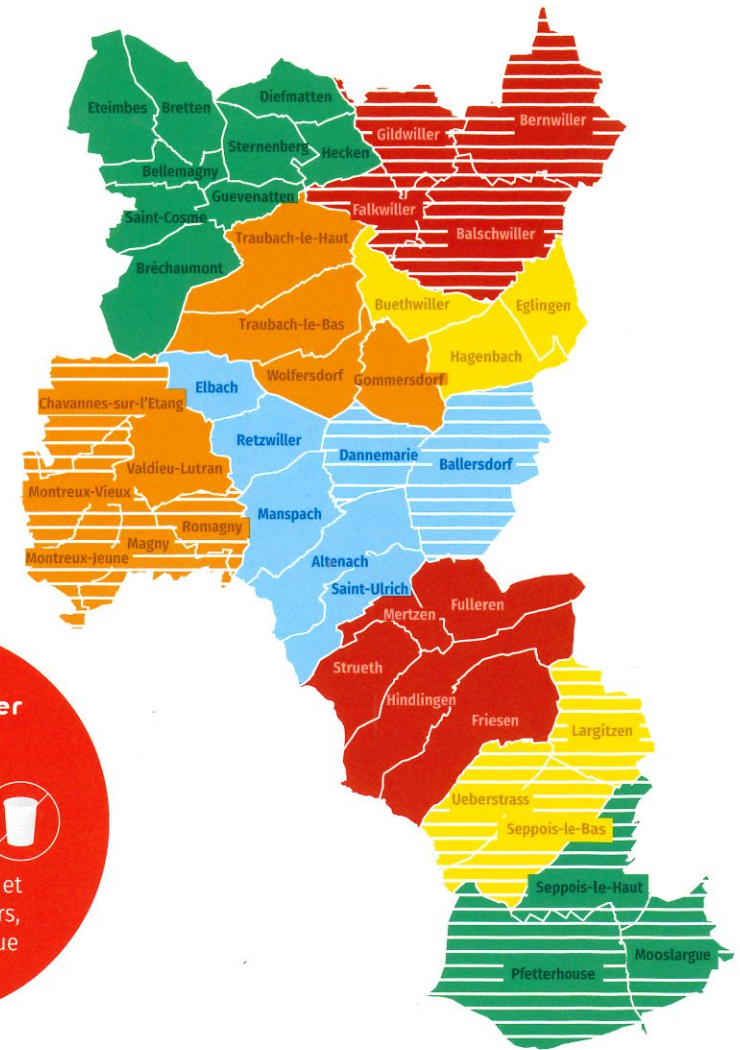 Eteimbes
Bretten
Diefmatten
Gildwiller
Bernwiller
Sternenberg
Hecken
Bellemagny
Guevenatten
Saint-Cosme
Falkwiller
Traubach-le-Haut
Balschwiller
Bréchaumont
Buethwiller
Eglingen
Traubach-le-Bas
Hagenbach
Wolfersdorf
Gommersdorf
Elbach
Chavannes-sur-l'Etang
Retzwiller
Dannemarie
Ballersdorf
Valdieu-Lutran
Montreux-Vieux
Manspach
Romagny
Magny
Montreux-Jeune
Altenach
Saint-Ulrich
Mertzen
Fulleren
Strueth
Hindlingen
Friesen
Largitzen
Ueberstrass
Seppois-le-Bas
Seppois-le-Haut
Mooslargue
Pfetterhouse
er
et
rs,
ue